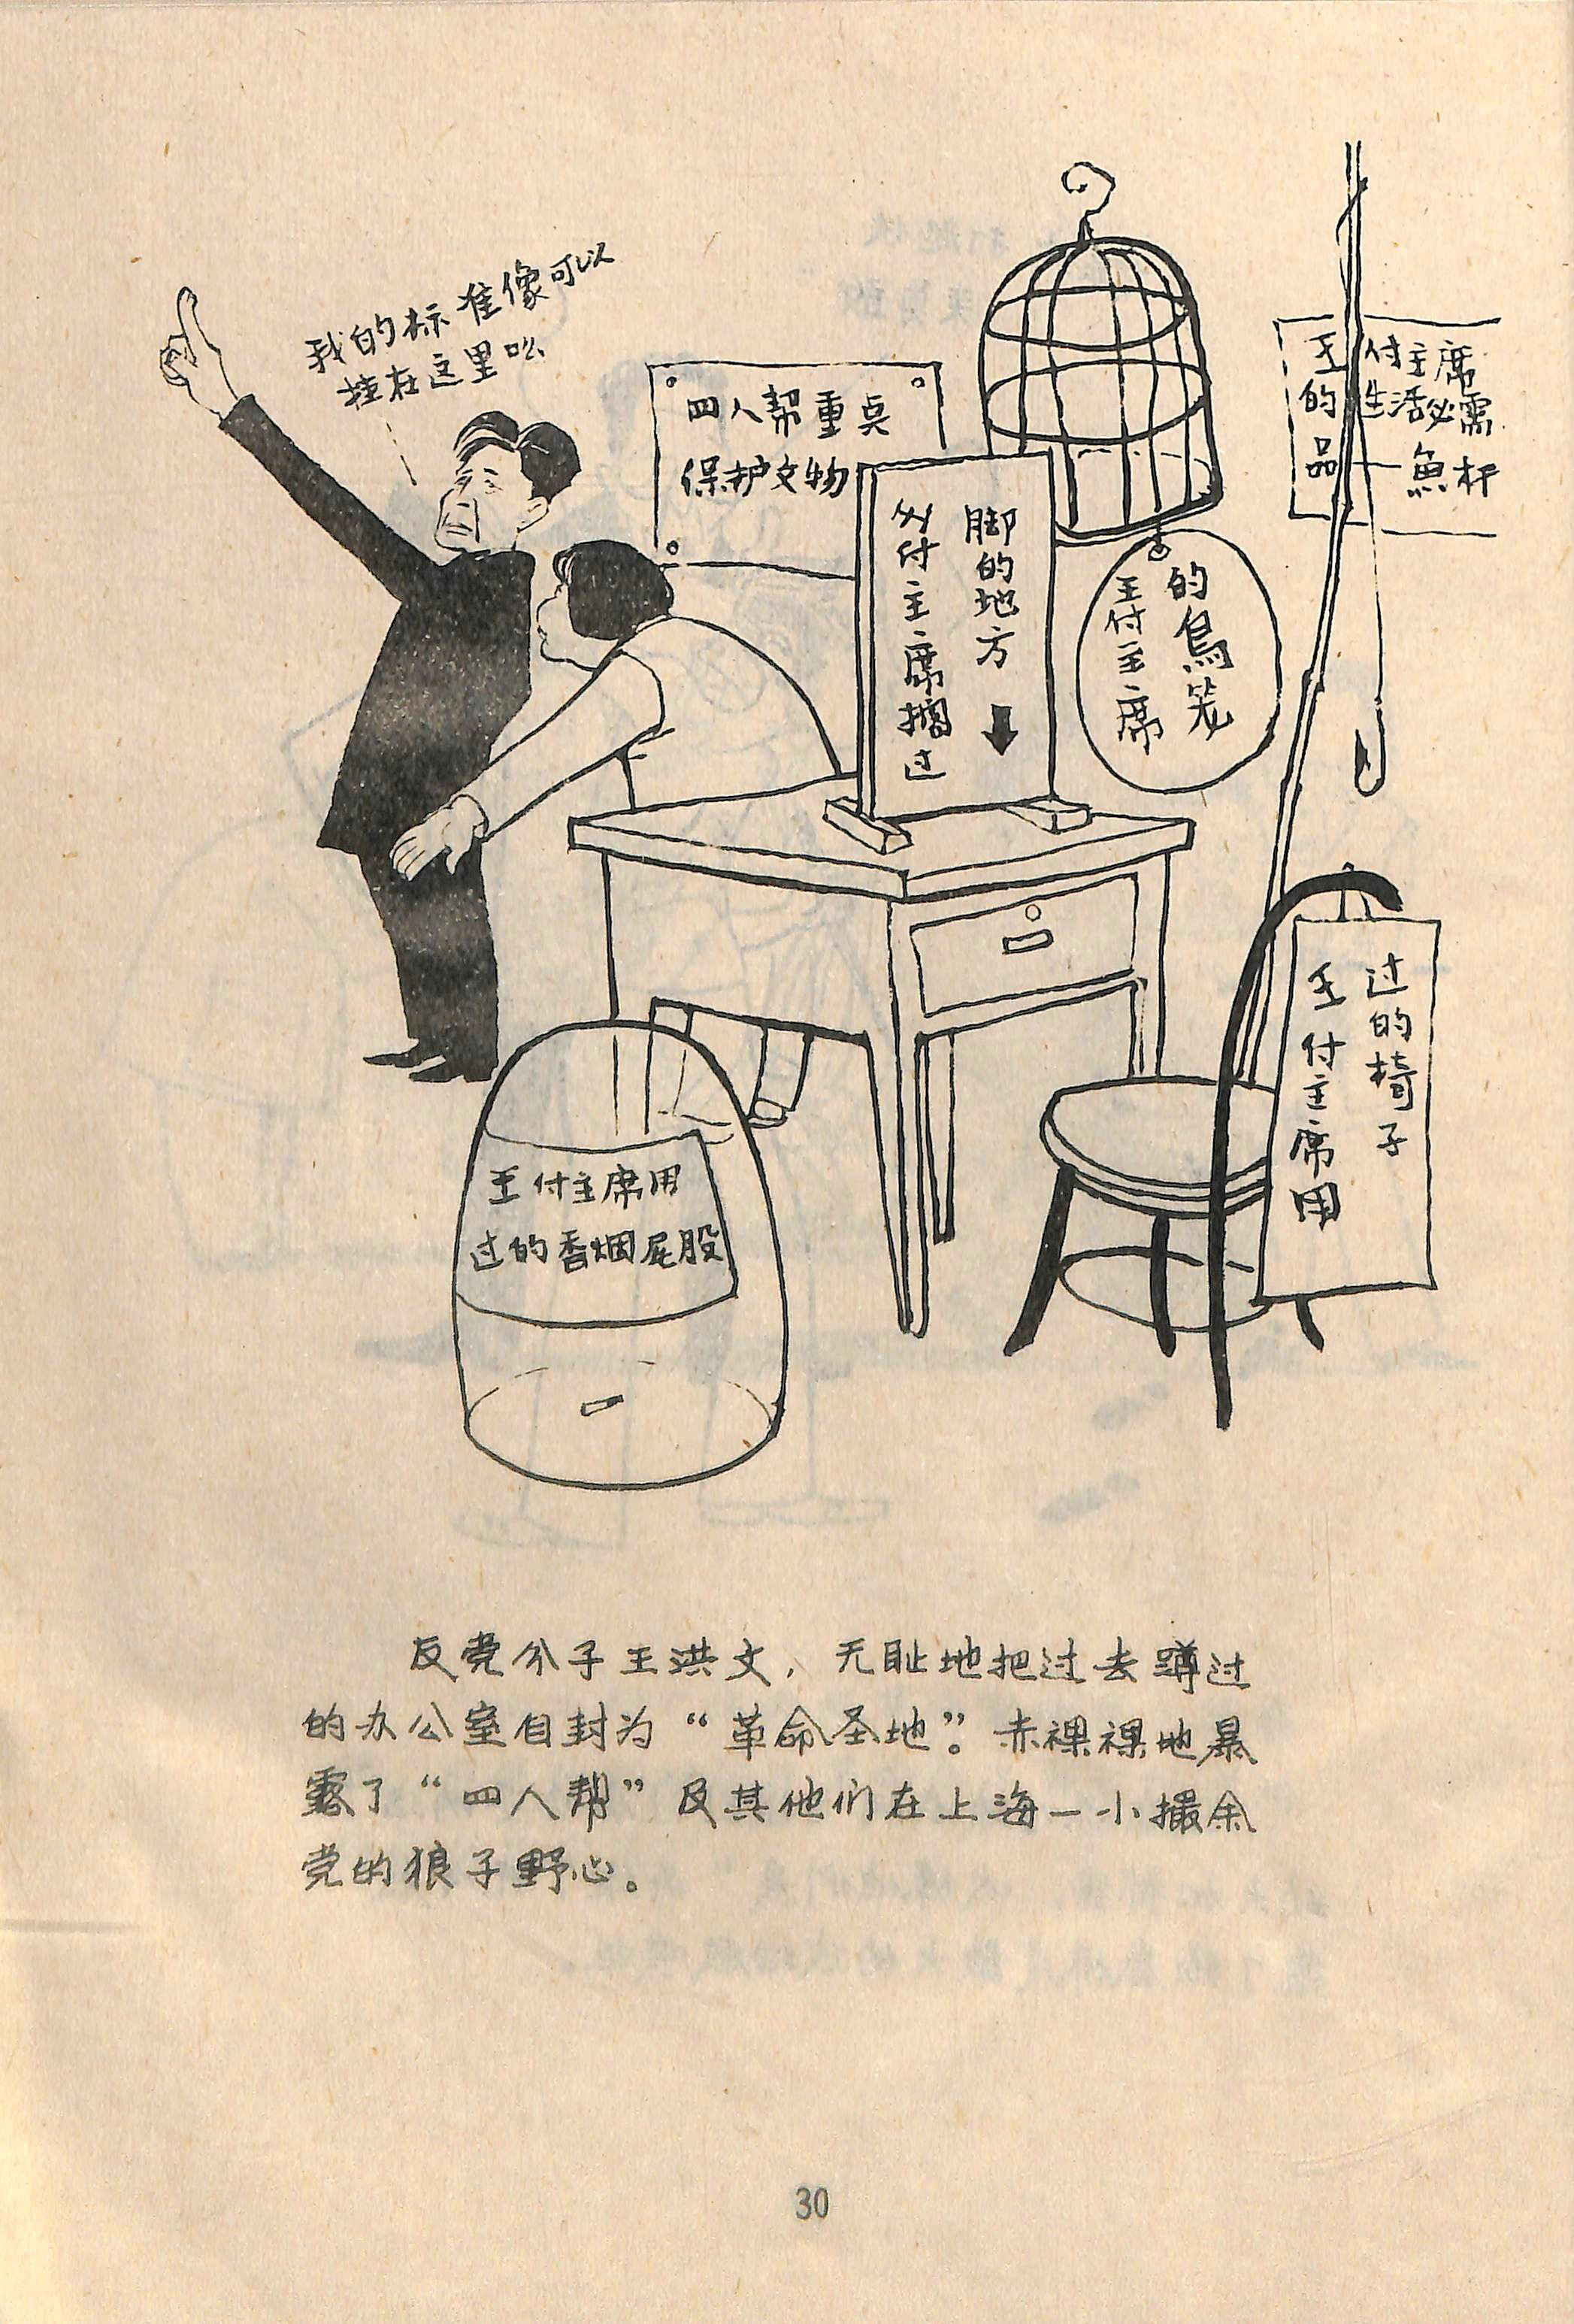 我的标准像可以
挂在这里吆
四人帮重奌
保护文物
王付主席搁过
脚的地方
王付主席
的鸟笼
王付主席
的生活必需
品—魚杆
王付主席用
过的椅子
王付主席用
过的香烟屁股
反党分子王洪文，无耻地把过去蹲过
的办公室自封为“革命圣地”。赤裸裸地暴
露了“四人帮”及其他们在上海一小撮余
党的狼子野心。
30